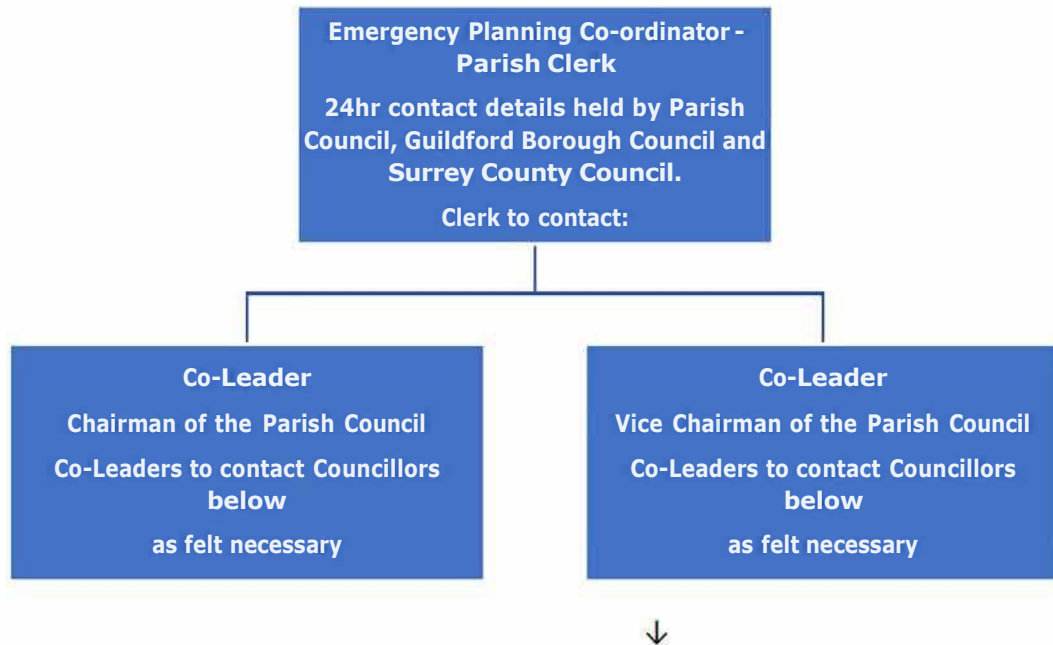 Emergency Planning Co-ordinator -
Parish Clerk
24hr contact details held by Parish
Council, Guildford Borough Council and
Surrey County Council.
Clerk to contact:
Co-Leader
Chairman of the Parish Council
Co-Leaders to contact Councillors
below
as felt necessary
Co-Leader
Vice Chairman of the Parish Council
Co-Leaders to contact Councillors
below
as felt necessary